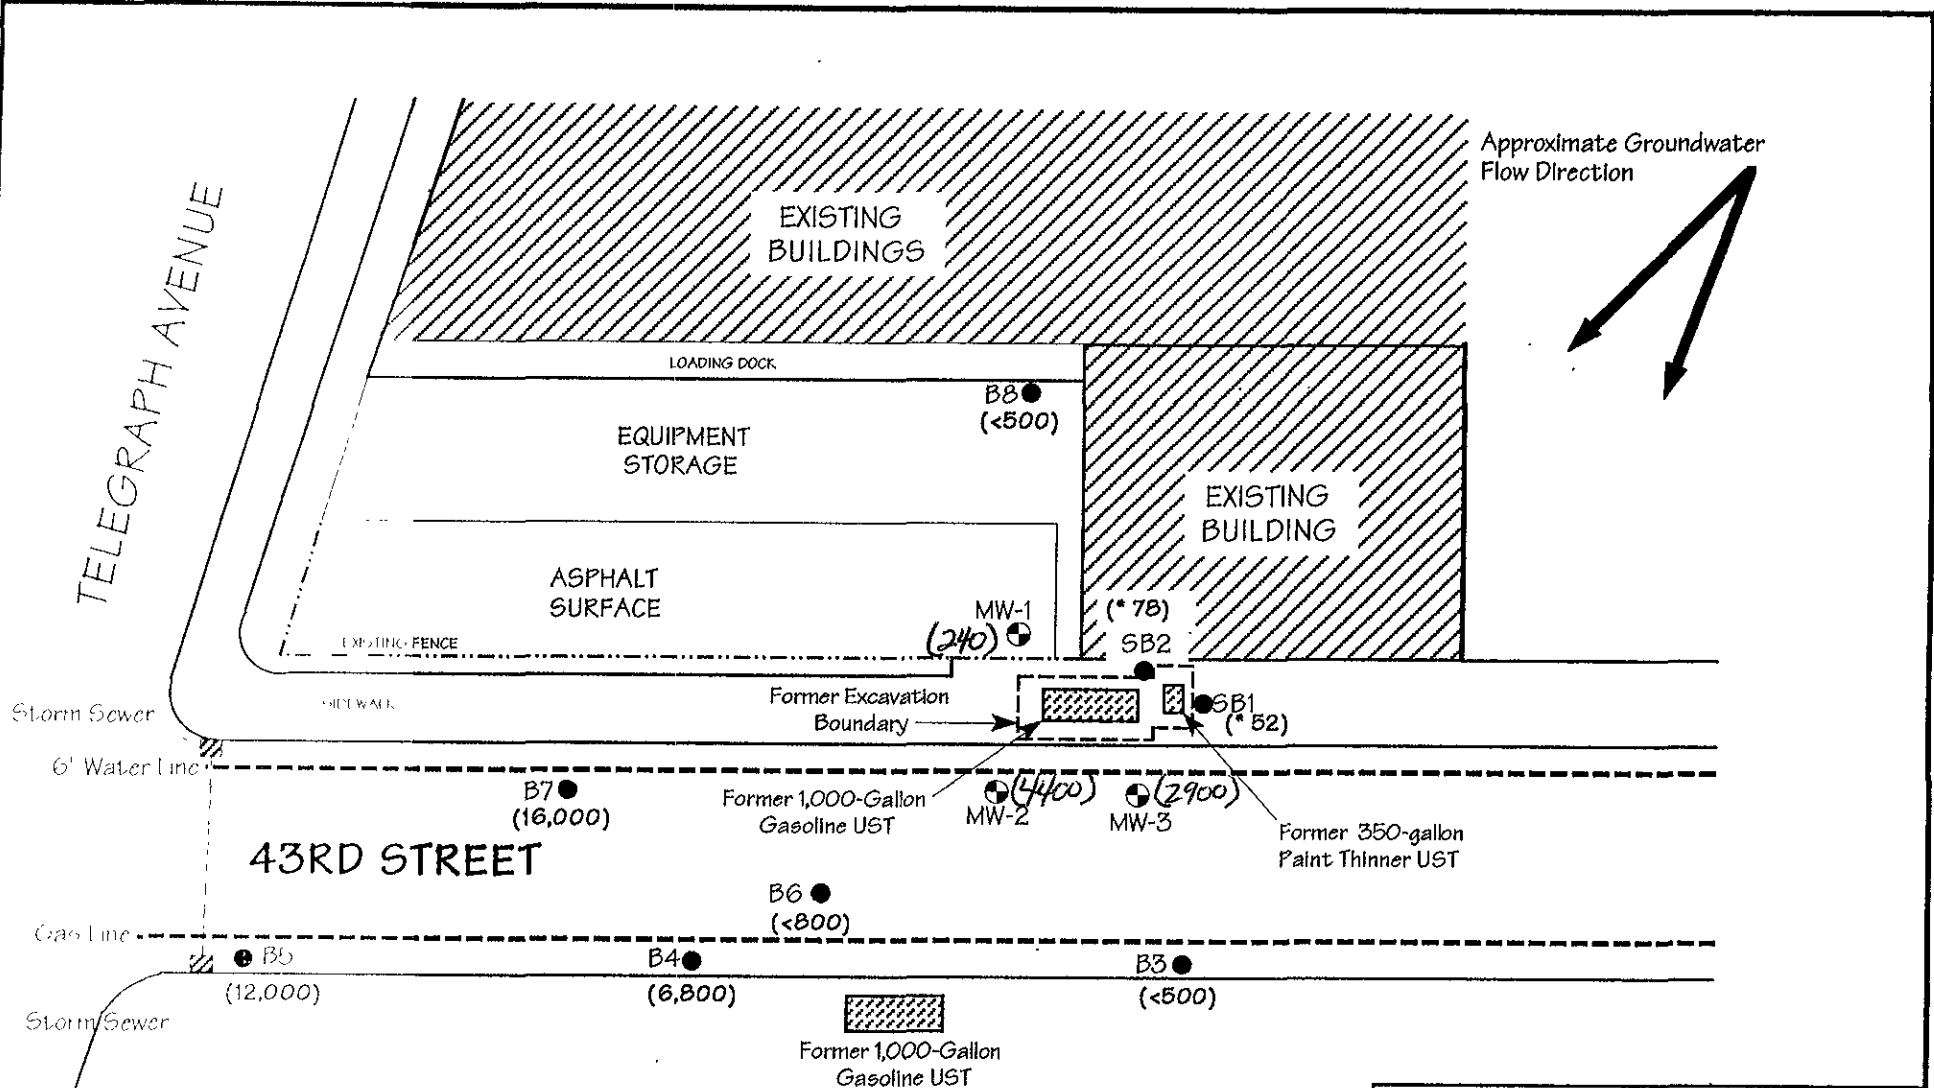 Approximate Groundwater
Flow Direction
EXISTING
BUILDINGS
TELEGRAPH AVENUE
LOADING DOCK
B8
(<500)
EQUIPMENT
STORAGE
EXISTING
BUILDING
ASPHALT
SURFACE
MW-1
(240)
(* 78)
SB2
EXISTING FENCE
Former Excavation
Boundary
SIDEWALK
SB1
(* 52)
Storm Sewer
6' Water Line
B7
(16,000)
Former 1,000-Gallon
Gasoline UST
(4400)
MW-2
(2900)
MW-3
Former 350-gallon
Paint Thinner UST
43RD STREET
B6
(<800)
Gas Line
B5
(12,000)
B4
(6,800)
B3
(<500)
Storm Sewer
Former 1,000-Gallon
Gasoline UST